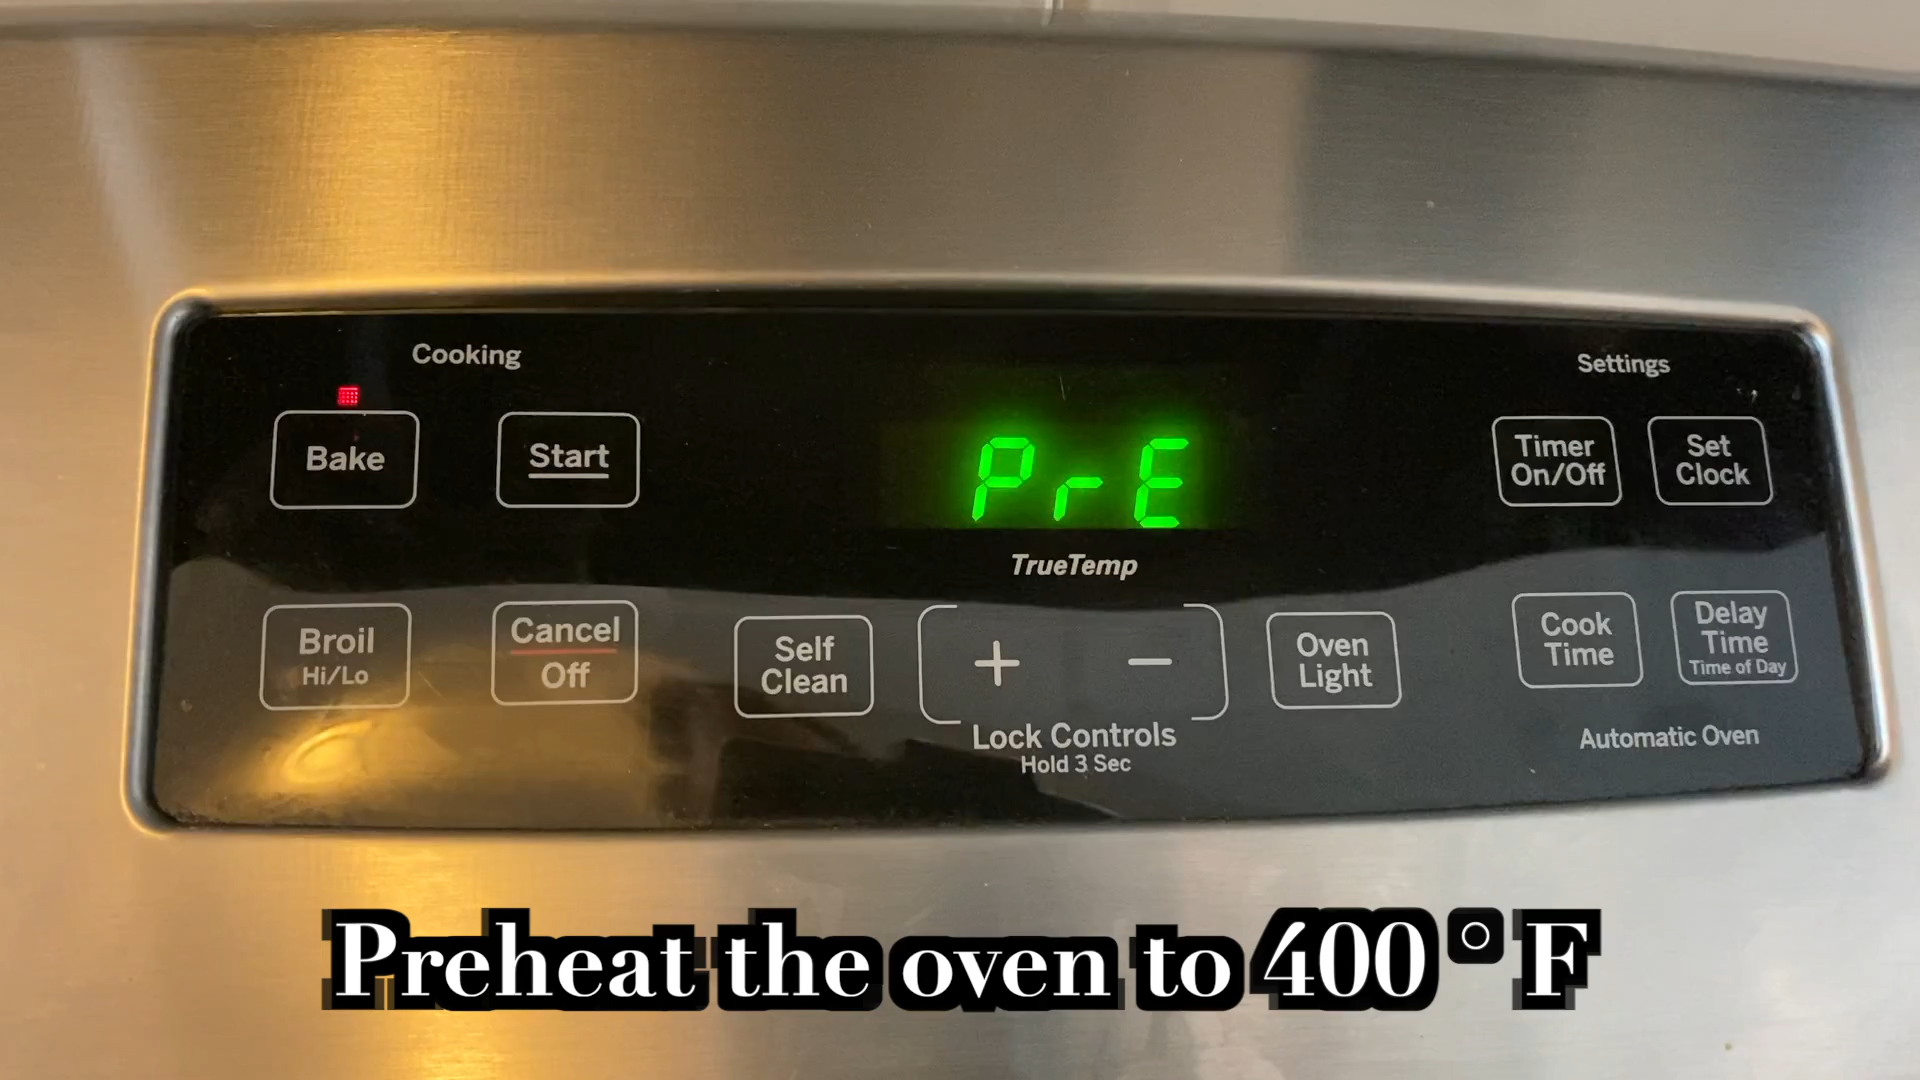 Cooking
Settings
Bake
Start
PrE
Timer
On/Off
Set
Clock
TrueTemp
Broil
Hi/Lo
Cancel
Off
Self
Clean
+
−
Oven
Light
Cook
Time
Delay
Time
Time of Day
Lock Controls
Hold 3 Sec
Automatic Oven
Preheat the oven to 400°F